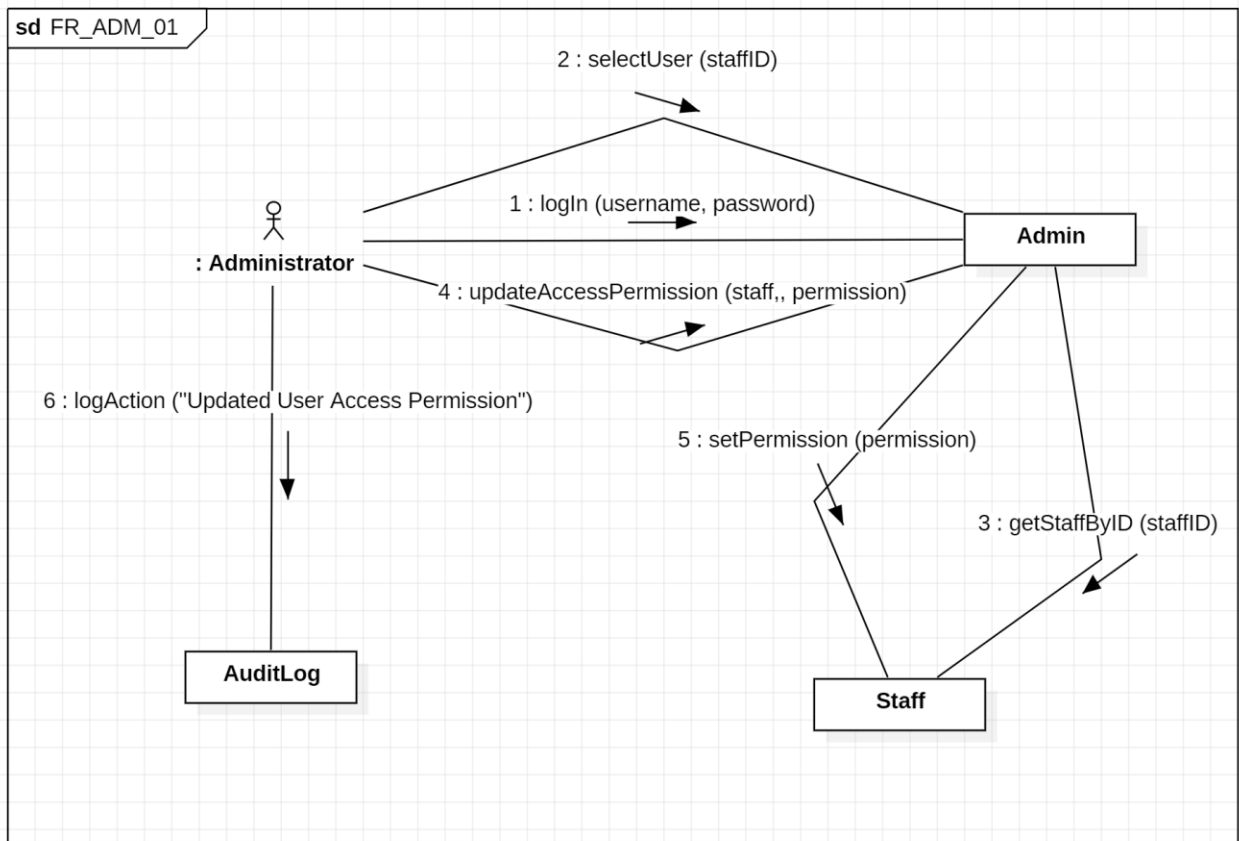 sd FR_ADM_01
2 : selectUser (staffID)
1 : logIn (username, password)
Admin
: Administrator
4 : updateAccessPermission (staff,, permission)
6 : logAction ("Updated User Access Permission")
5 : setPermission (permission)
3 : getStaffByID (staffID)
AuditLog
Staff